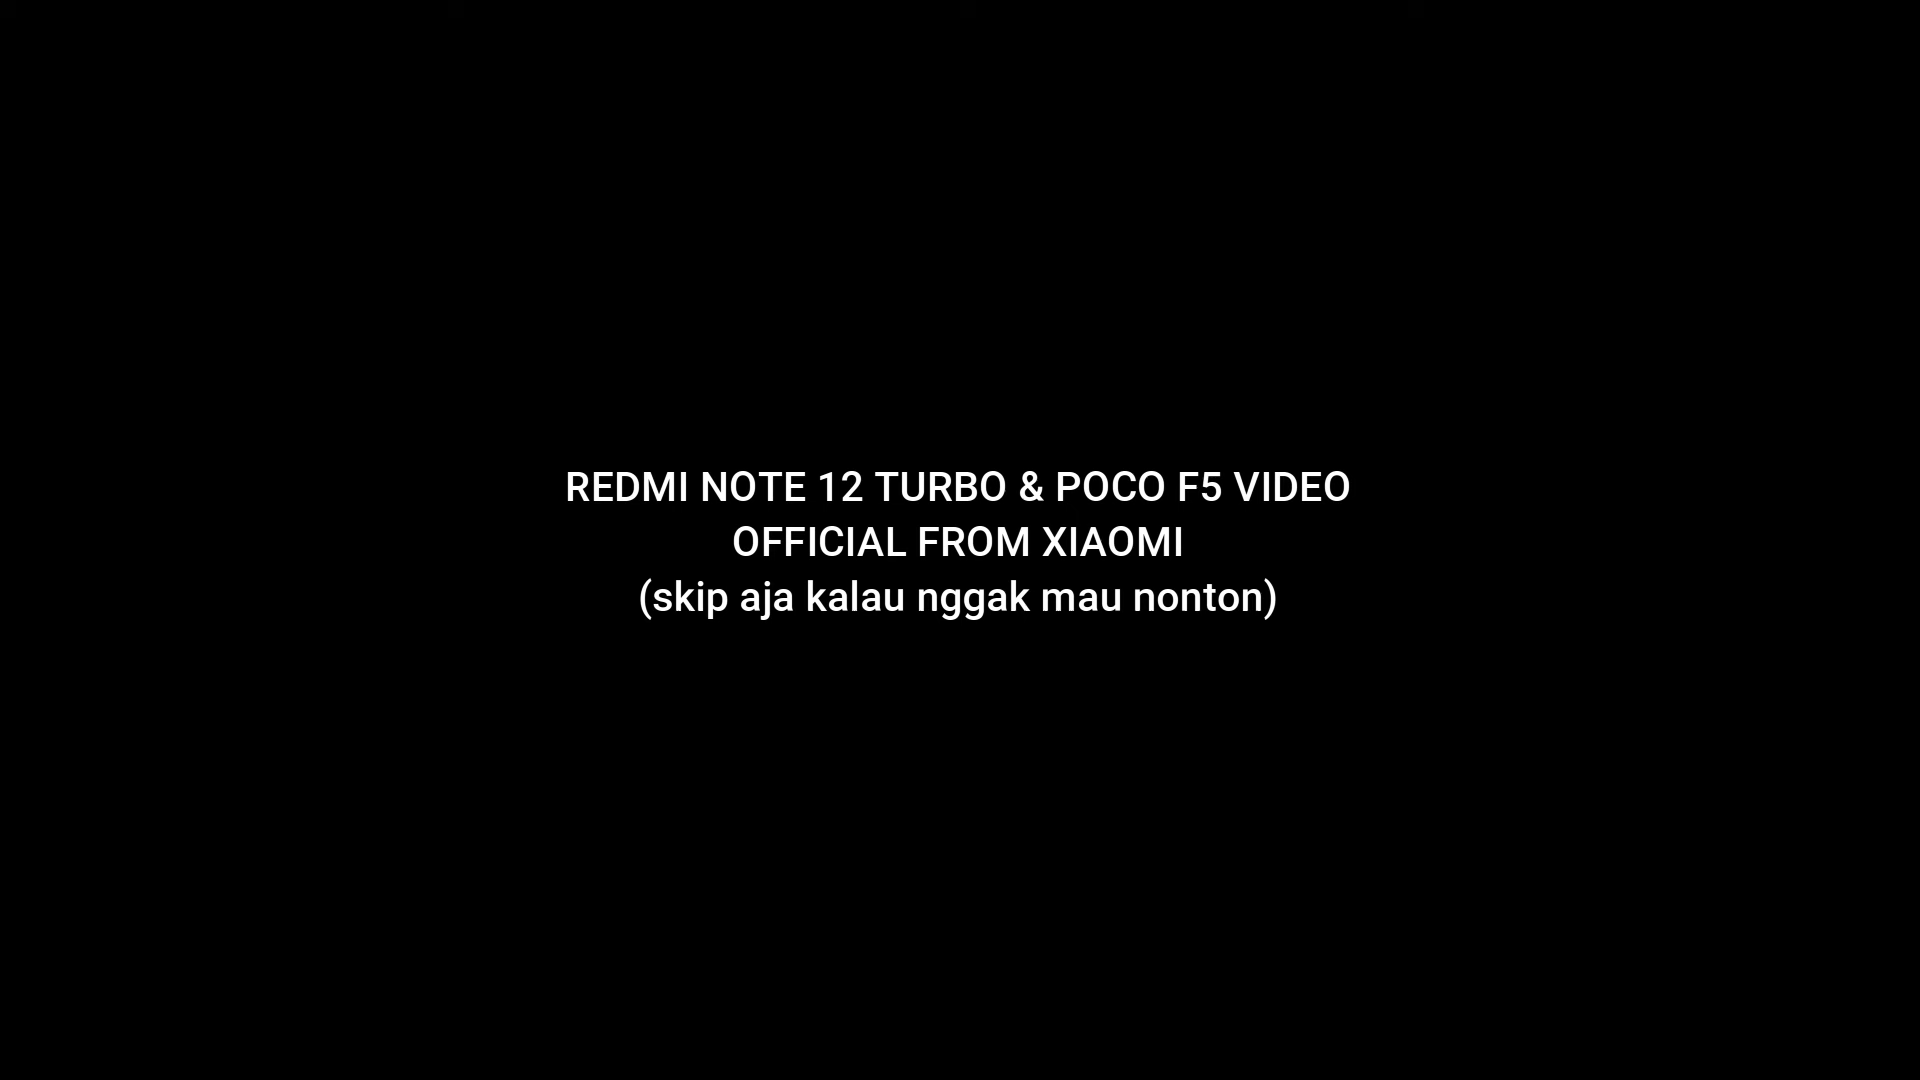 REDMI NOTE 12 TURBO & POCO F5 VIDEO
OFFICIAL FROM XIAOMI
(skip aja kalau nggak mau nonton)